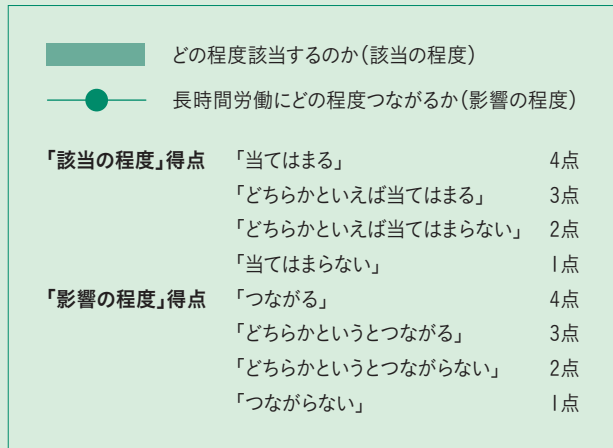 どの程度該当するのか（該当の程度）
長時間労働にどの程度つながるか（影響の程度）
「該当の程度」得点 「当てはまる」 4点
「どちらかといえば当てはまる」 3点
「どちらかといえば当てはまらない」 2点
「当てはまらない」 1点
「影響の程度」得点 「つながる」 4点
「どちらかというとつながる」 3点
「どちらかというとつながらない」 2点
「つながらない」 1点